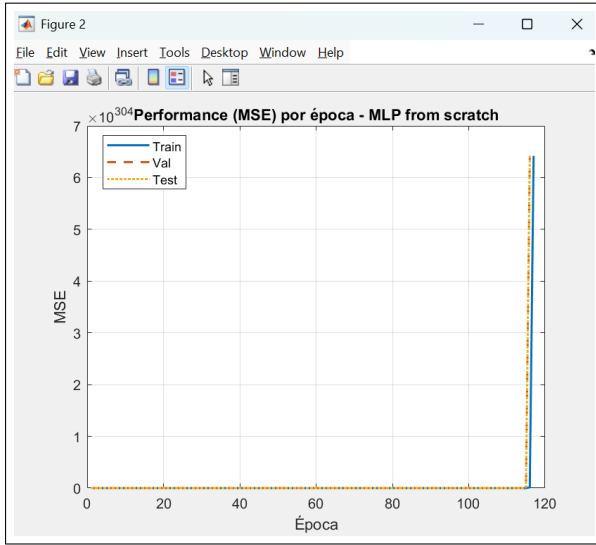 Figure 2
File Edit View Insert Tools Desktop Window Help
×10^304 Performance (MSE) por época - MLP from scratch
Train
Val
Test
7
6
5
4
3
2
1
0
MSE
0 20 40 60 80 100 120
Época